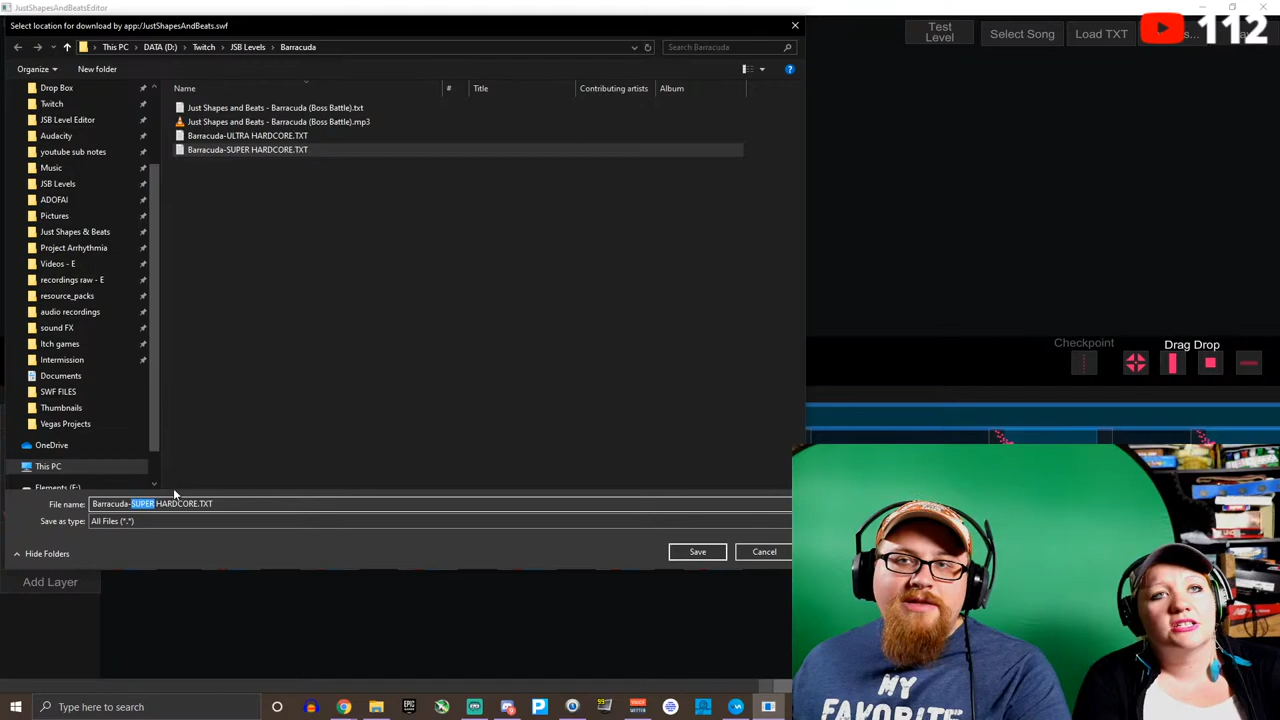 JustShapesAndBeatsEditor
Select location for download by app:/JustShapesAndBeats.swf
This PC > DATA (D:) > Twitch > JSB Levels > Barracuda
Search Barracuda
Test Level
Select Song
Load TXT
112
Organize
New folder
Name
#
Title
Contributing artists
Album
Drop Box
Twitch
JSB Level Editor
Audacity
youtube sub notes
Music
JSB Levels
ADOFAI
Pictures
Just Shapes & Beats
Project Arrhythmia
Videos - E
recordings raw - E
resource_packs
audio recordings
sound FX
Itch games
Intermission
Documents
SWF FILES
Thumbnails
Vegas Projects
OneDrive
This PC
Elements (F:)
Just Shapes and Beats - Barracuda (Boss Battle).txt
Just Shapes and Beats - Barracuda (Boss Battle).mp3
Barracuda-ULTRA HARDCORE.TXT
Barracuda-SUPER HARDCORE.TXT
Checkpoint
Drag Drop
File name: Barracuda-SUPER HARDCORE.TXT
Save as type: All Files (*.*)
Hide Folders
Save
Cancel
Add Layer
MY
FAVORITE
Type here to search